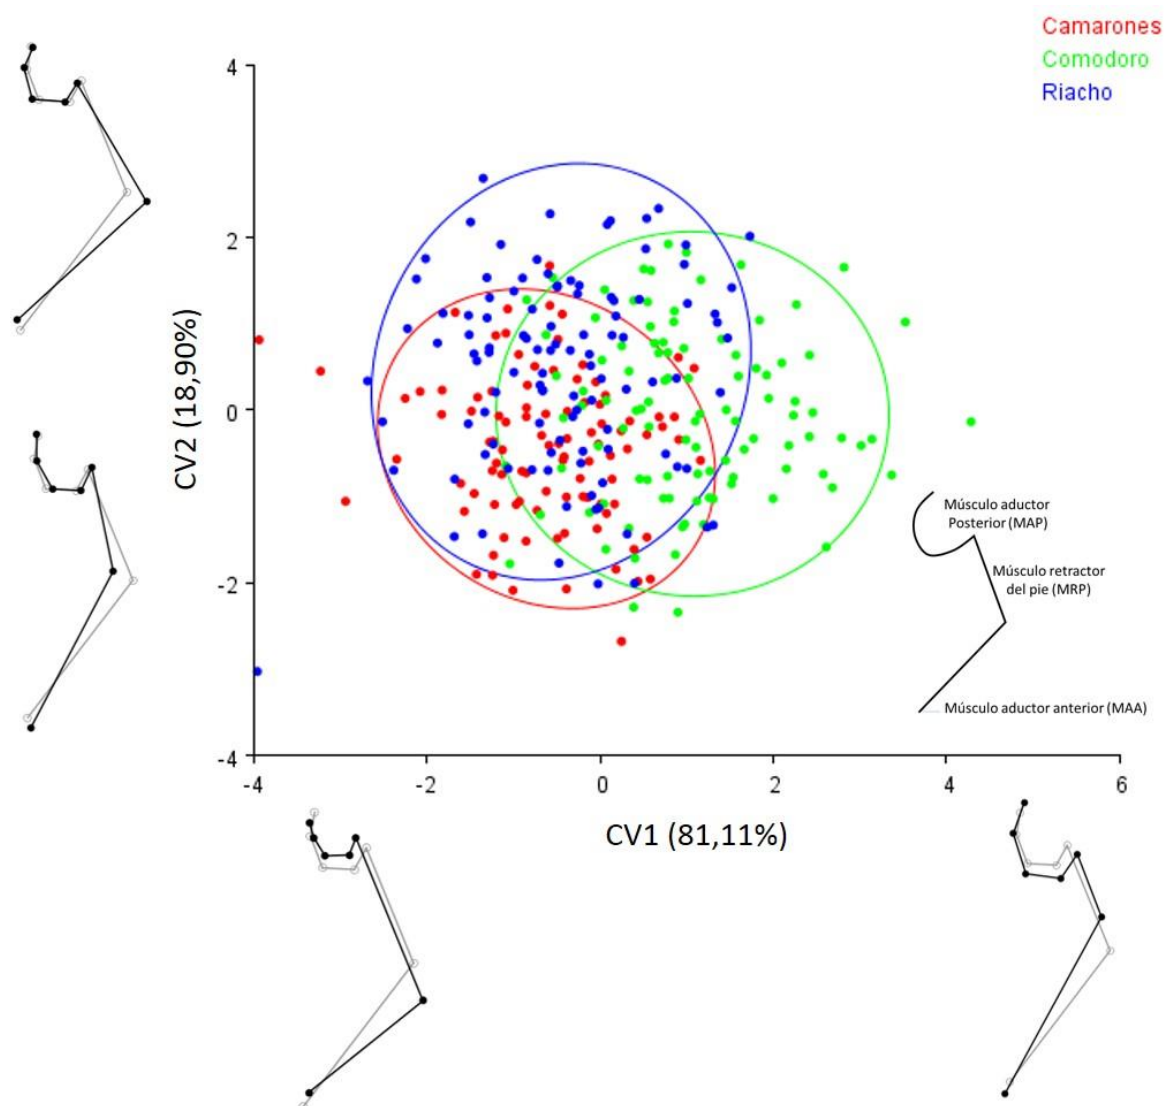 Camarones
Comodoro
Riacho
4
2
0
-2
-4
CV2 (18,90%)
Músculo aductor
Posterior (MAP)
Músculo retractor
del pie (MRP)
Músculo aductor anterior (MAA)
-4
-2
0
2
4
6
CV1 (81,11%)